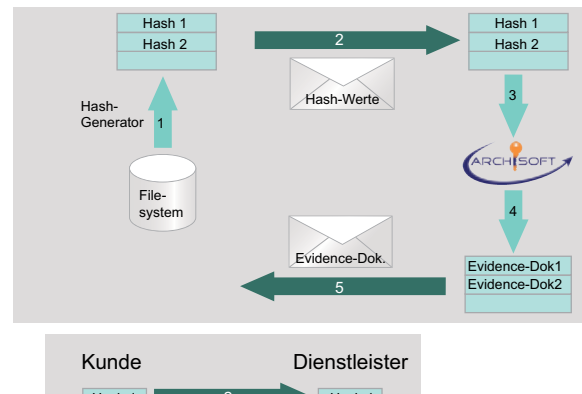 Hash 1
Hash 2
2
Hash 1
Hash 2
Hash-Werte
3
Hash-
Generator
1
ARCHISOFT
File-
system
4
Evidence-Dok.
5
Evidence-Dok1
Evidence-Dok2
Kunde
Dienstleister